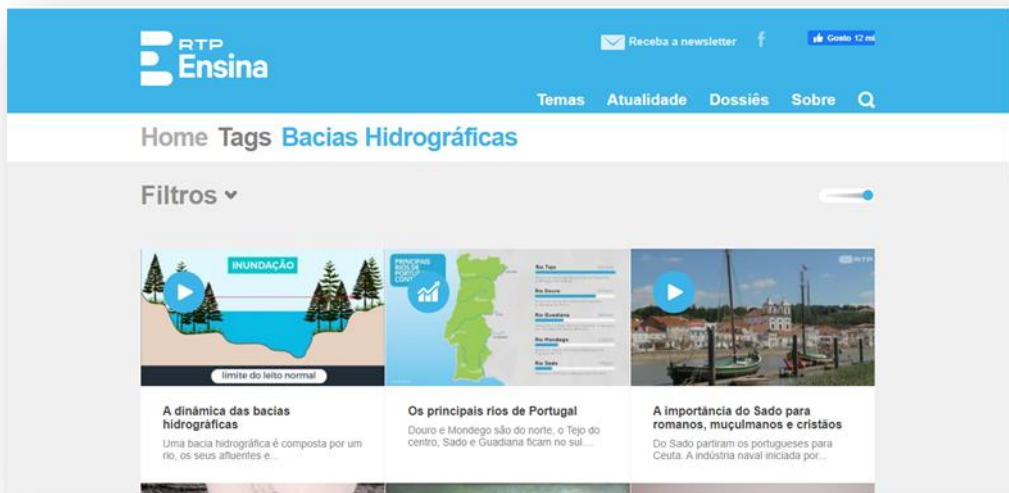 RTP
Ensina
Receba a newsletter
Gosto 12 mi
Temas Atualidade Dossiês Sobre
Home Tags Bacias Hidrográficas
Filtros
INUNDAÇÃO
limite do leito normal
PRINCIPAIS
RIOS DE
Rio Tejo
Rio Douro
Rio Guadiana
Rio Mondego
Rio Sado
RTP
A dinâmica das bacias
hidrográficas
Uma bacia hidrográfica é composta por um
rio, os seus afluentes e...
Os principais rios de Portugal
Douro e Mondego são do norte, o Tejo do
centro, Sado e Guadiana ficam no sul....
A importância do Sado para
romanos, muçulmanos e cristãos
Do Sado partiram os portugueses para
Ceuta. A indústria naval iniciada por...